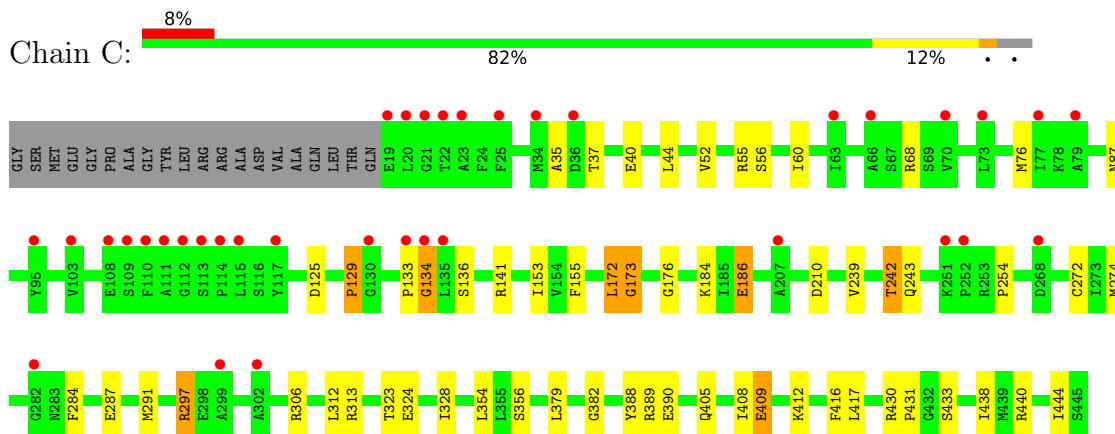 8%
Chain C:
82% 12% • •
GLY SER MET GLU GLY PRO ALA GLY TYR LEU ARG ARG ALA ASP VAL ALA GLN LEU THR GLN E19 L20 G21 T22 A23 F24 F25 M34 A35 D36 T37 E40 L44 V52 R55 S56 I60 I63 A66 S67 R68 S69 V70 L73 M76 I77 K78 A79 N87
Y95 V103 E108 S109 F110 A111 G112 S113 P114 L115 S116 Y117 D125 P129 G130 P133 G134 L135 S136 R141 I153 V154 F155 L172 G173 G176 K184 I185 E186 A207 D210 V239 T242 Q243 K251 P252 R253 P254 D268 C272 I273 M274
G282 N283 F284 E287 M291 R297 E298 A299 A302 R306 L312 R313 T323 E324 I328 L354 L355 S356 L379 G382 Y388 R389 E390 Q405 I408 E409 K412 F416 L417 R430 P431 G432 S433 I438 M439 R440 I444 S445